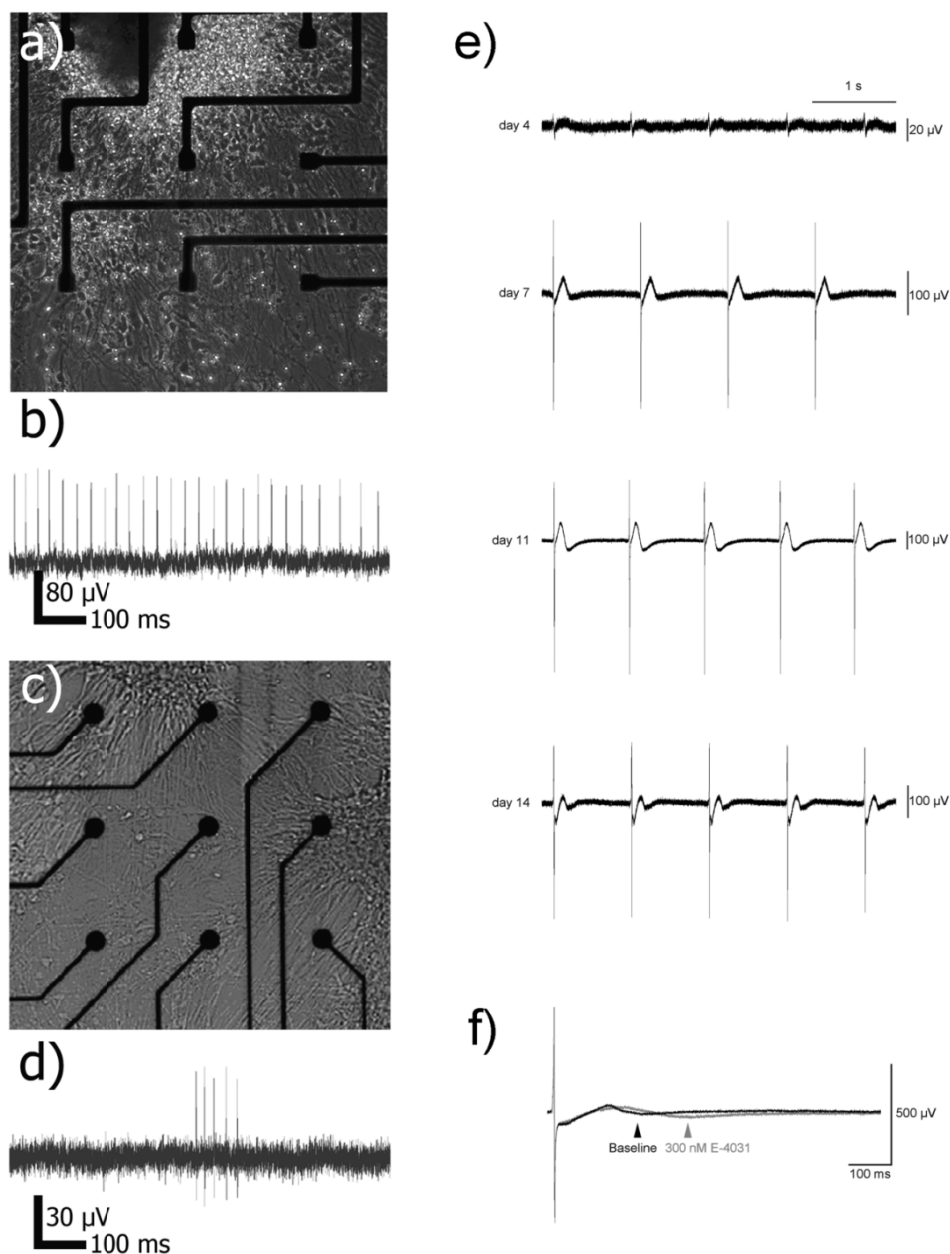 a)
b)
80 µV
100 ms
c)
d)
30 µV
100 ms
e)
1 s
day 4
20 µV
day 7
100 µV
day 11
100 µV
day 14
100 µV
f)
500 µV
Baseline
300 nM E-4031
100 ms